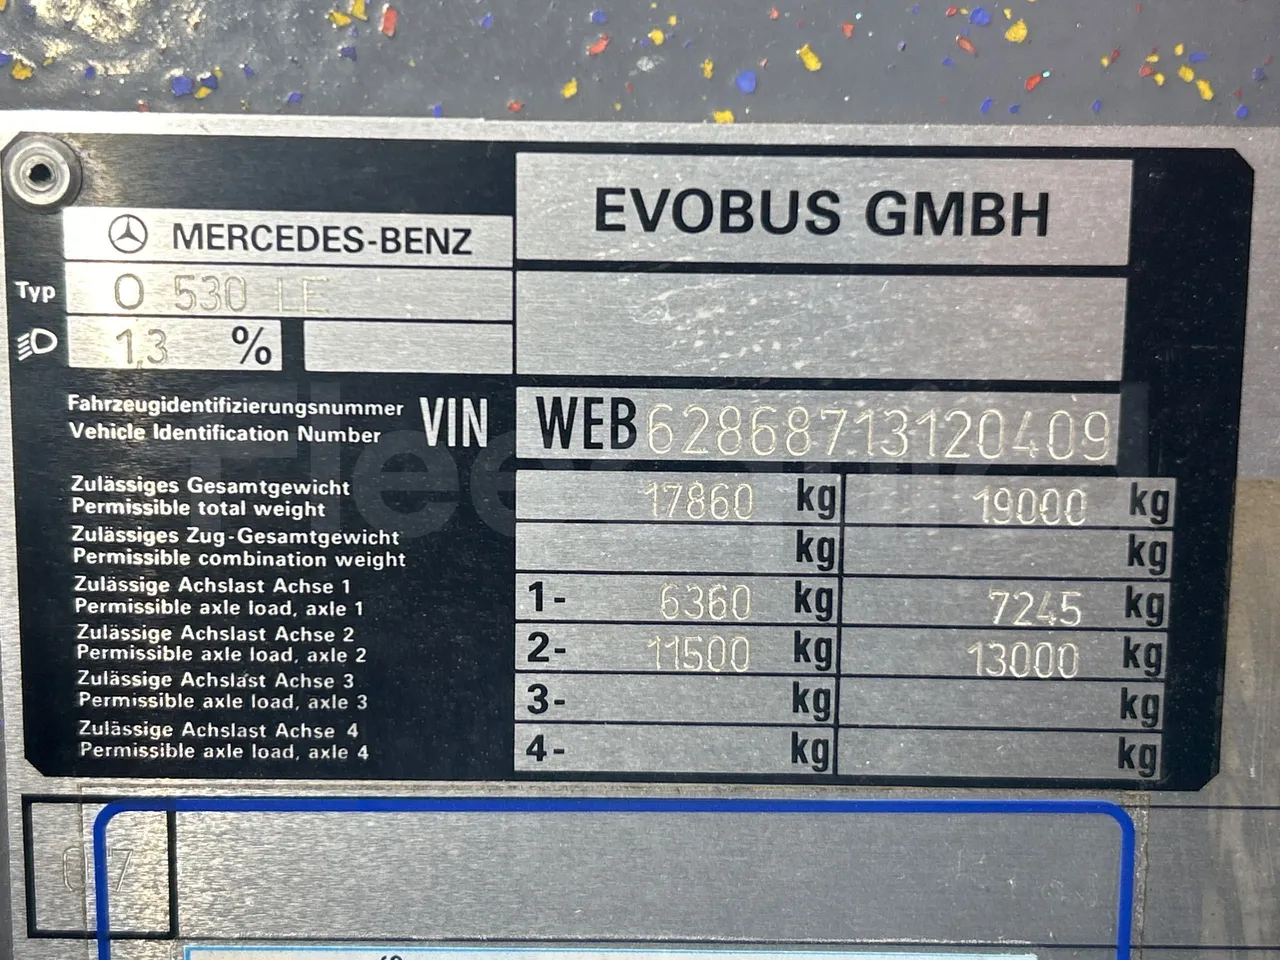 MERCEDES-BENZ
EVOBUS GMBH
Typ O 530 LE
1,3 %
Fahrzeugidentifizierungsnummer
Vehicle Identification Number
VIN WEB62868713120409
Zulässiges Gesamtgewicht
Permissible total weight
17860 kg 19000 kg
Zulässiges Zug-Gesamtgewicht
Permissible combination weight
kg kg
Zulässige Achslast Achse 1
Permissible axle load, axle 1
1- 6360 kg 7245 kg
Zulässige Achslast Achse 2
Permissible axle load, axle 2
2- 11500 kg 13000 kg
Zulässige Achslast Achse 3
Permissible axle load, axle 3
3- kg kg
Zulässige Achslast Achse 4
Permissible axle load, axle 4
4- kg kg
07